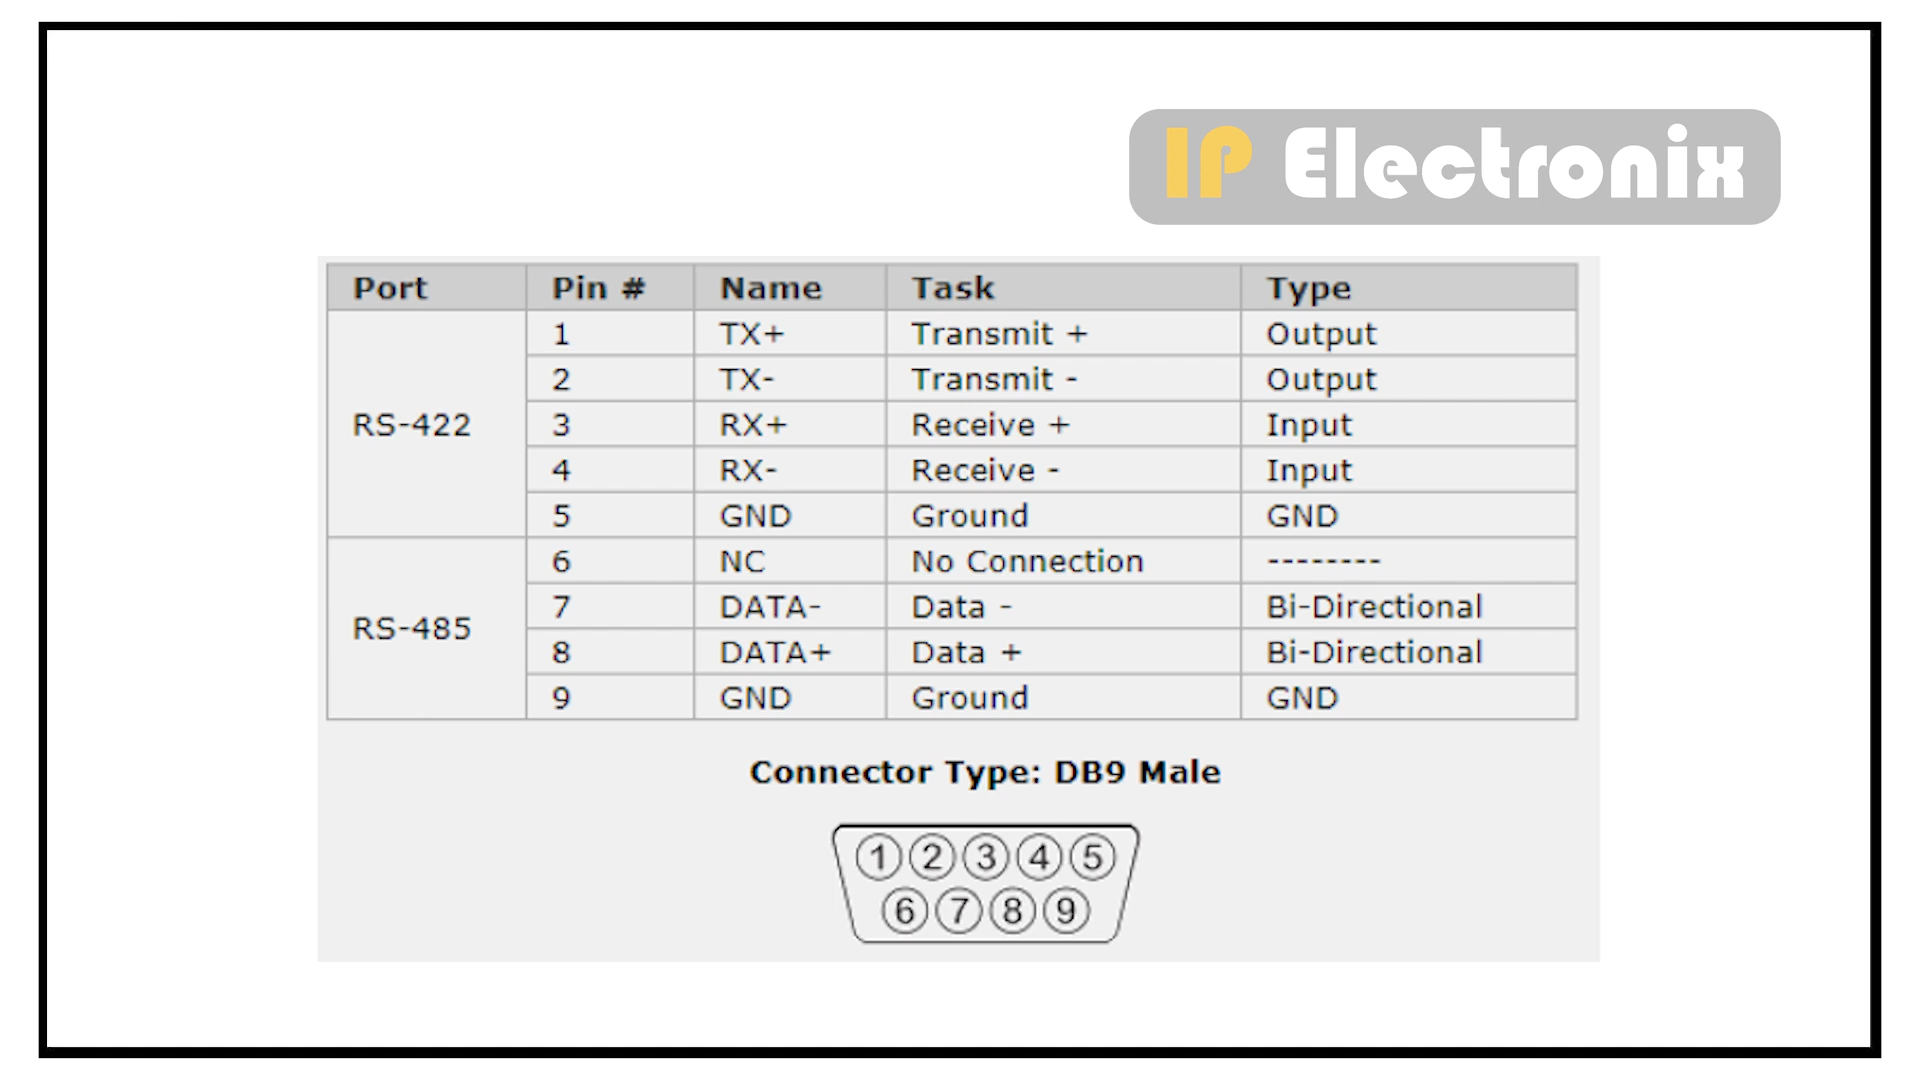 IP Electronix
Port Pin # Name Task Type
RS-422
1 TX+ Transmit + Output
2 TX- Transmit - Output
3 RX+ Receive + Input
4 RX- Receive - Input
5 GND Ground GND
RS-485
6 NC No Connection --------
7 DATA- Data - Bi-Directional
8 DATA+ Data + Bi-Directional
9 GND Ground GND
Connector Type: DB9 Male
1 2 3 4 5
6 7 8 9